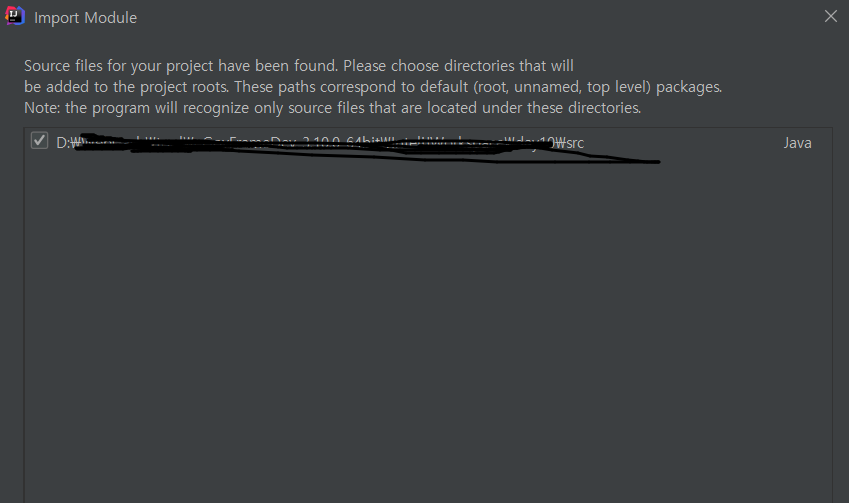 IJ
Import Module
Source files for your project have been found. Please choose directories that will
be added to the project roots. These paths correspond to default (root, unnamed, top level) packages.
Note: the program will recognize only source files that are located under these directories.
D:₩ ₩src Java